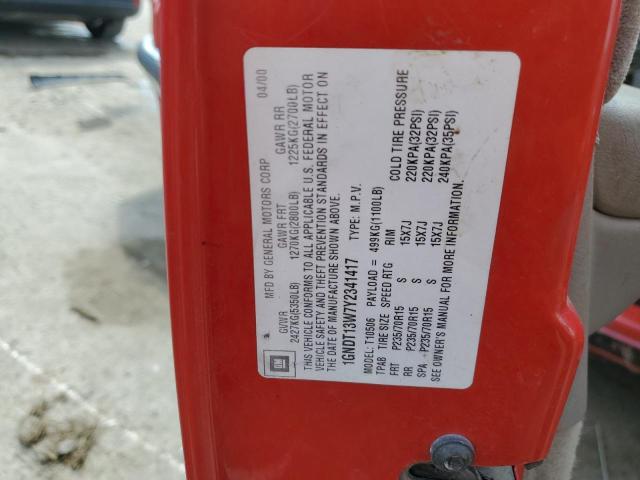 GM
MFD BY GENERAL MOTORS CORP 04/00
GVWR GAWR FRT GAWR RR
2427KG(5350LB) 1270KG(2800LB) 1225KG(2700LB)
THIS VEHICLE CONFORMS TO ALL APPLICABLE U.S. FEDERAL MOTOR
VEHICLE SAFETY AND THEFT PREVENTION STANDARDS IN EFFECT ON
THE DATE OF MANUFACTURE SHOWN ABOVE.
1GNDT13W7Y2341417 TYPE: M.P.V.
MODEL: T10506 PAYLOAD = 499KG(1100LB)
TPAB TIRE SIZE SPEED RTG RIM COLD TIRE PRESSURE
FRT P235/70R15 S 15X7J 220KPA(32PSI)
RR P235/70R15 S 15X7J 220KPA(32PSI)
SPA P235/70R15 S 15X7J 240KPA(35PSI)
SEE OWNER'S MANUAL FOR MORE INFORMATION.